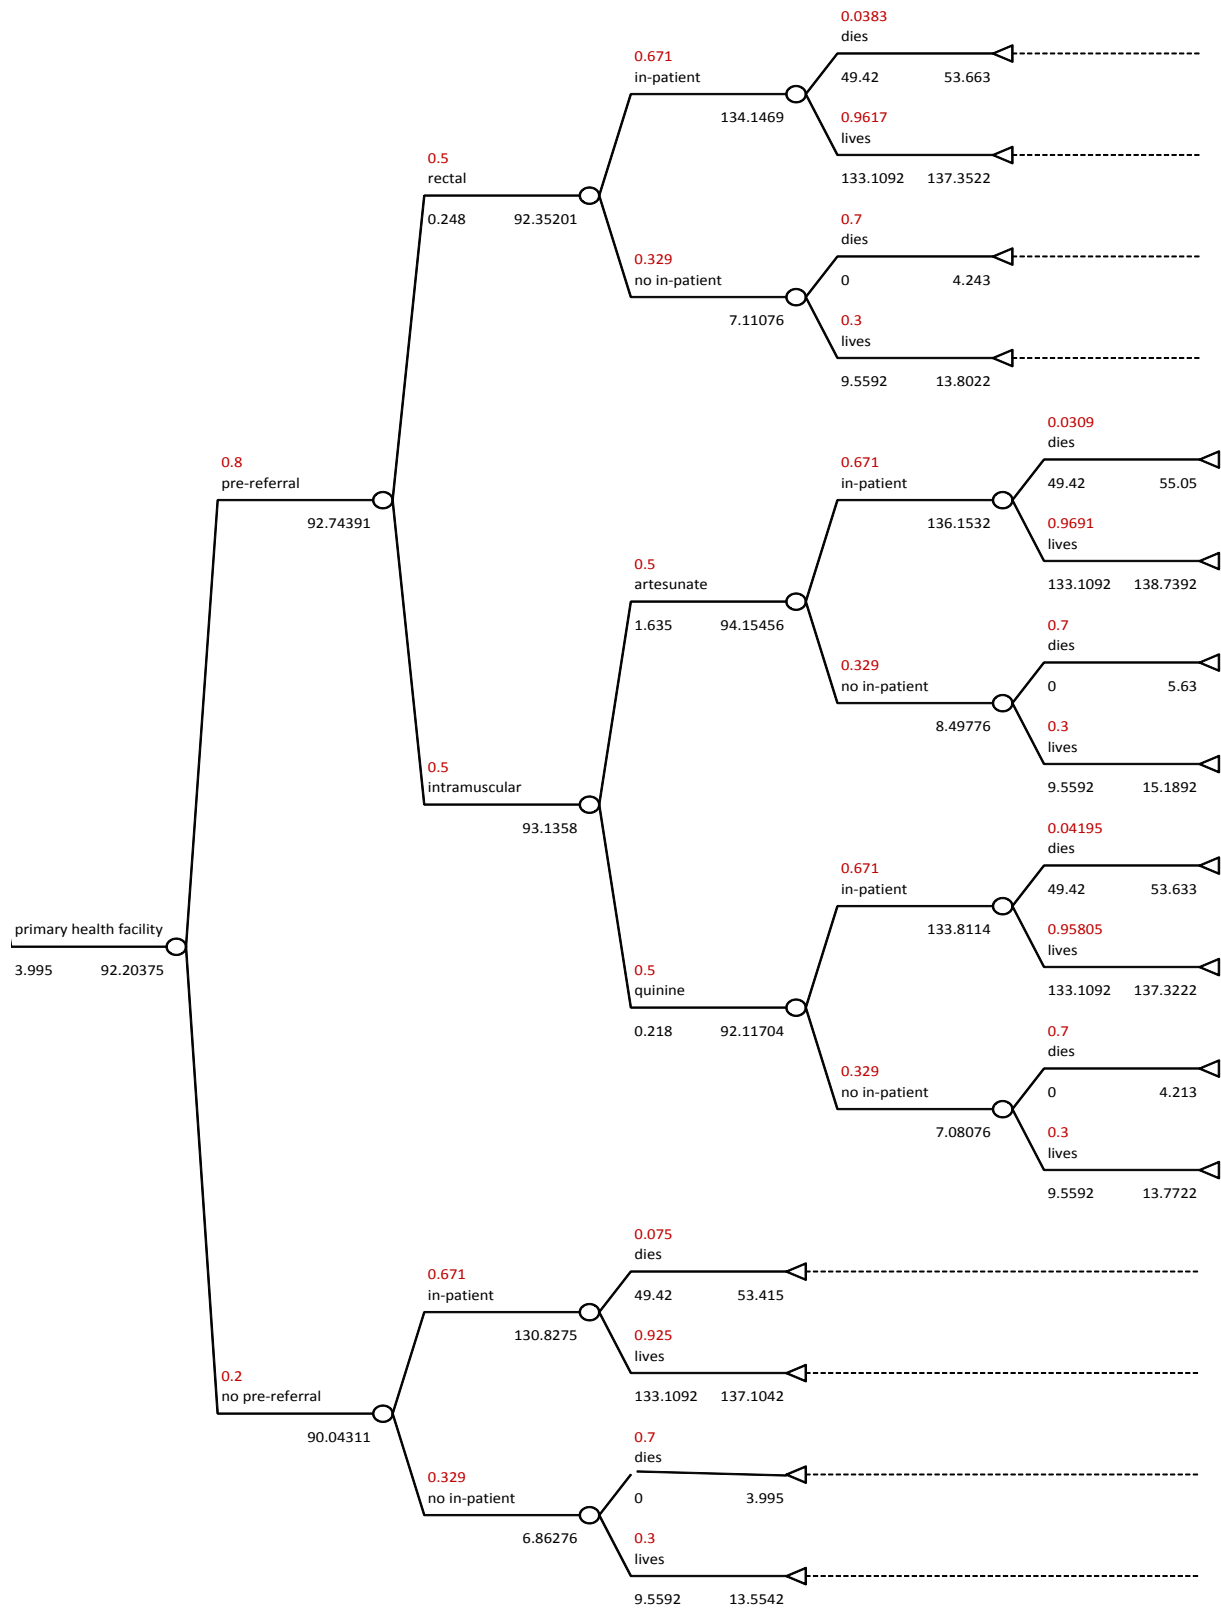 0.0383
dies
49.42 53.663
0.671
in-patient
134.1469
0.9617
lives
133.1092 137.3522
0.5
rectal
0.248 92.35201
0.7
dies
0 4.243
0.329
no in-patient
7.11076
0.3
lives
9.5592 13.8022
0.0309
dies
49.42 55.05
0.8
pre-referral
92.74391
0.671
in-patient
136.1532
0.9691
lives
133.1092 138.7392
0.5
artesunate
1.635 94.15456
0.7
dies
0 5.63
0.329
no in-patient
8.49776
0.3
lives
9.5592 15.1892
0.5
intramuscular
93.1358
0.04195
dies
49.42 53.633
0.671
in-patient
133.8114
0.95805
lives
133.1092 137.3222
primary health facility
3.995 92.20375
0.5
quinine
0.218 92.11704
0.7
dies
0 4.213
0.329
no in-patient
7.08076
0.3
lives
9.5592 13.7722
0.075
dies
49.42 53.415
0.671
in-patient
130.8275
0.925
lives
133.1092 137.1042
0.2
no pre-referral
90.04311
0.7
dies
0 3.995
0.329
no in-patient
6.86276
0.3
lives
9.5592 13.5542